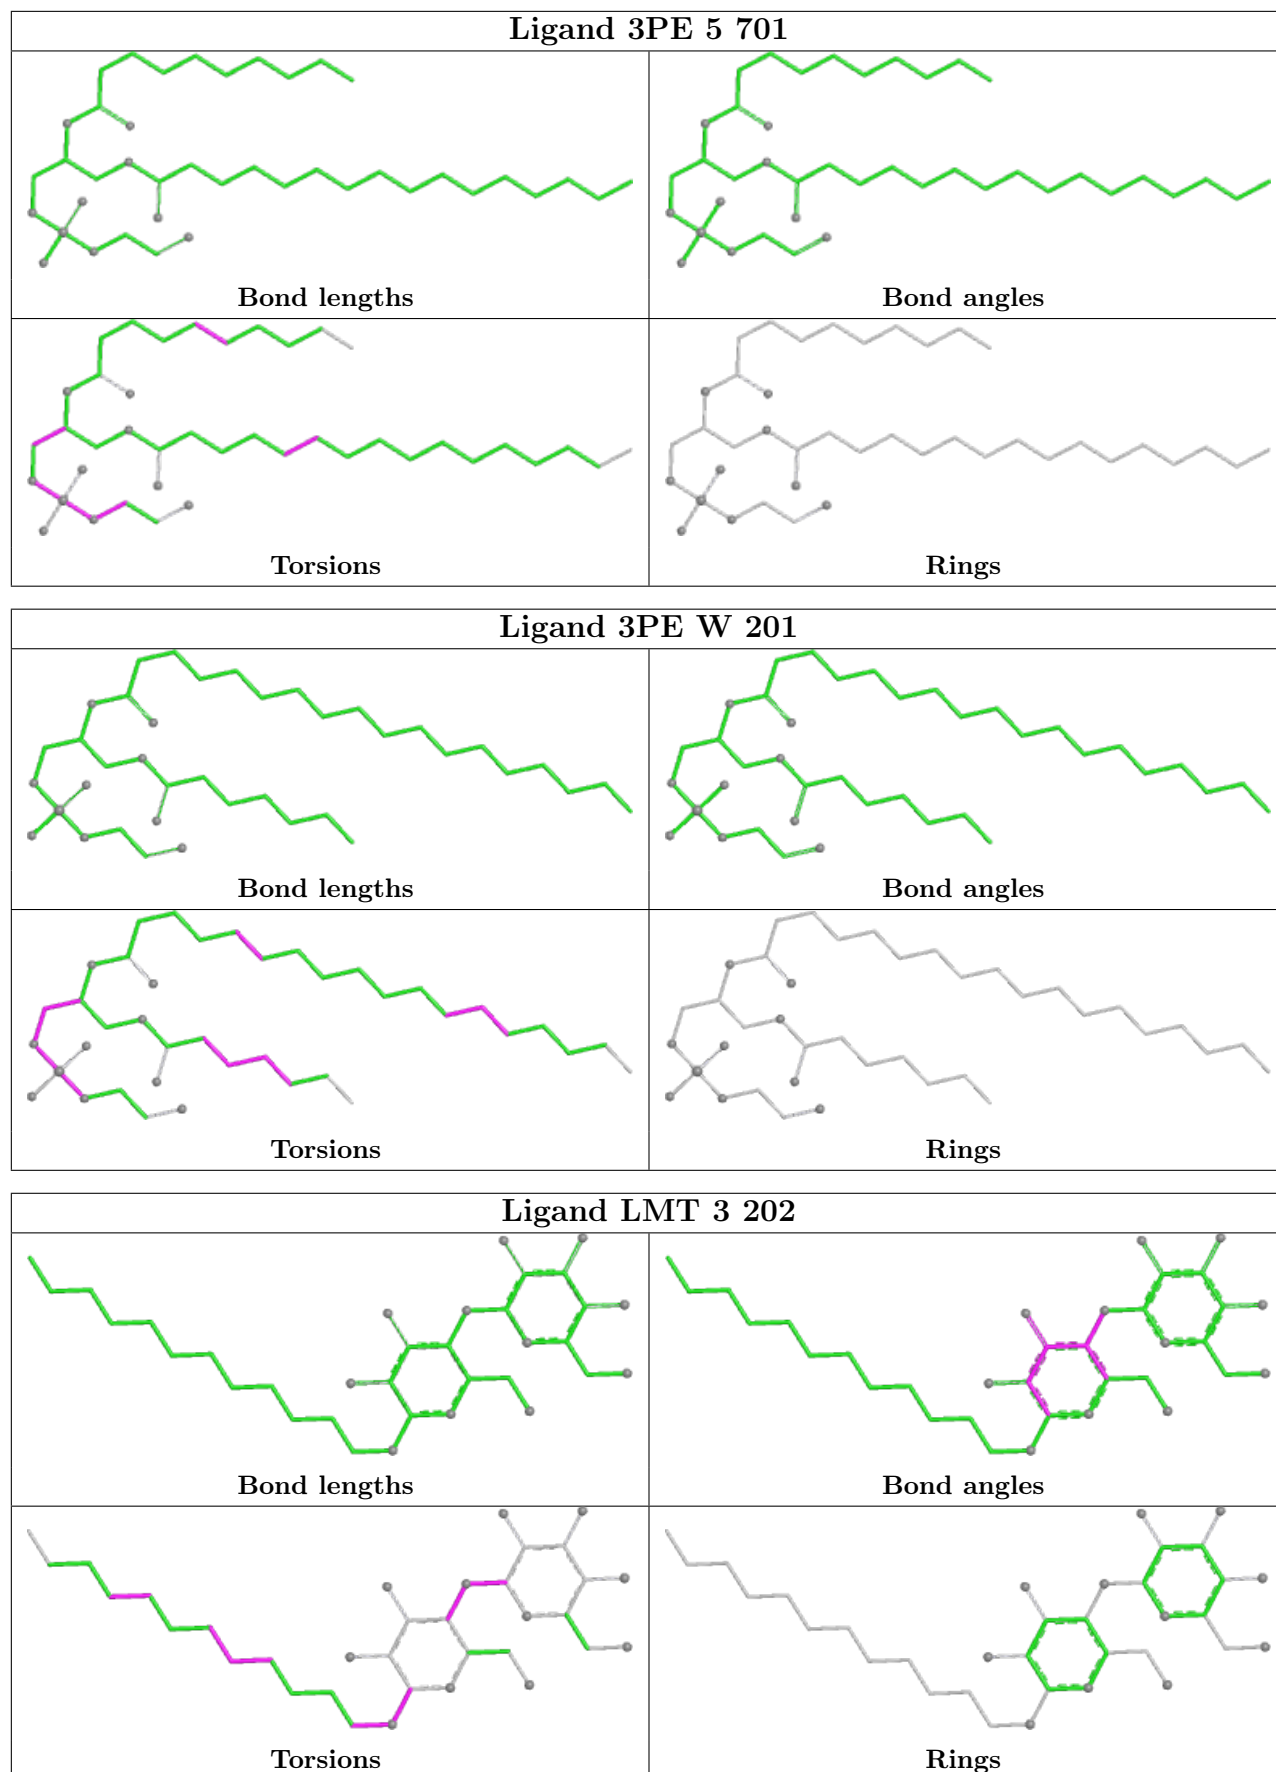 Ligand 3PE 5 701
Bond lengths
Bond angles
Torsions
Rings
Ligand 3PE W 201
Bond lengths
Bond angles
Torsions
Rings
Ligand LMT 3 202
Bond lengths
Bond angles
Torsions
Rings